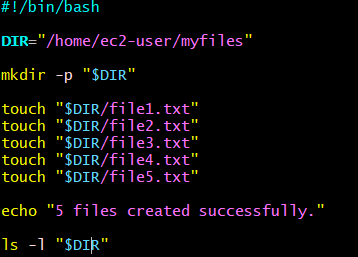 #!/bin/bash
DIR="/home/ec2-user/myfiles"
mkdir -p "$DIR"
touch "$DIR/file1.txt"
touch "$DIR/file2.txt"
touch "$DIR/file3.txt"
touch "$DIR/file4.txt"
touch "$DIR/file5.txt"
echo "5 files created successfully."
ls -l "$DIR"